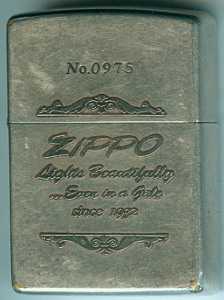 No.0975
ZIPPO
Lights Beautifully
...Even in a Gale
since 1932